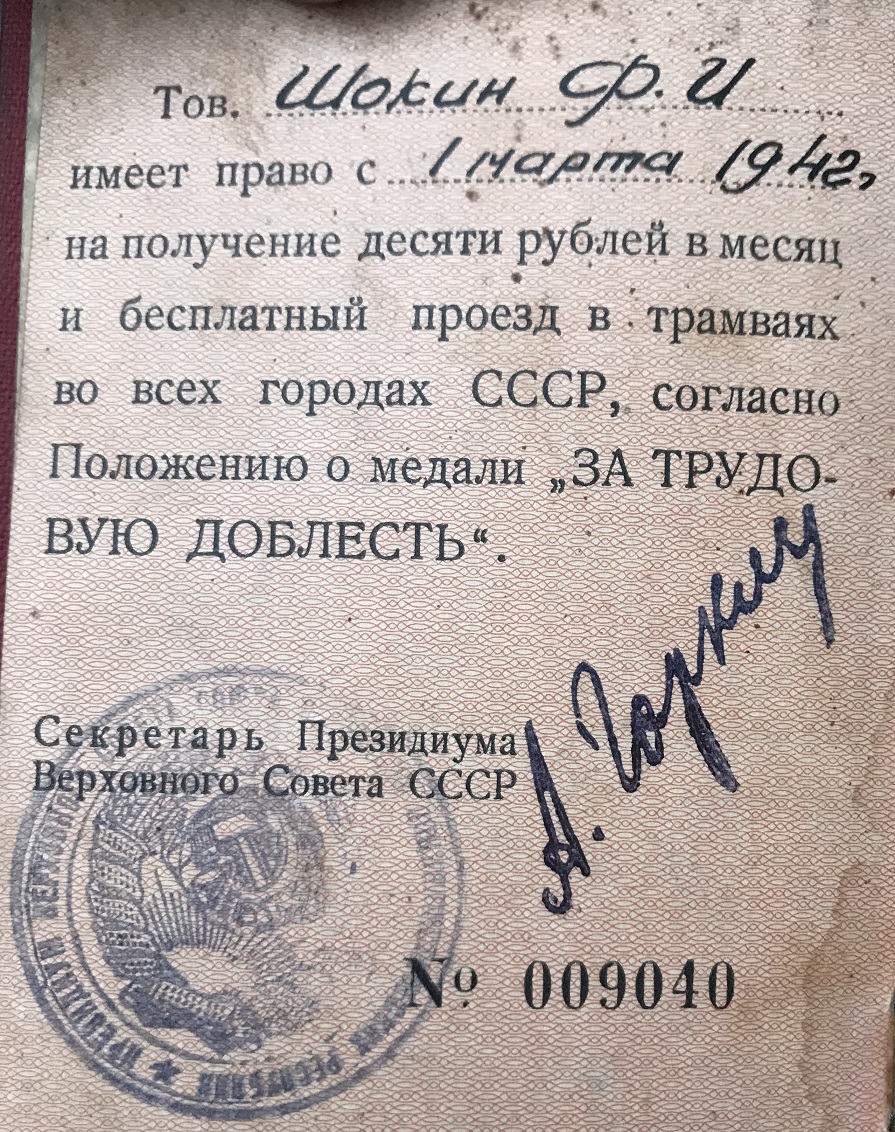 Тов. Шокин Ф. И
имеет право с 1 марта 1942,
на получение десяти рублей в месяц
и бесплатный проезд в трамваях
во всех городах СССР, согласно
Положению о медали „ЗА ТРУДО-
ВУЮ ДОБЛЕСТЬ“.
Секретарь Президиума
Верховного Совета СССР
А. Горкин
№ 009040